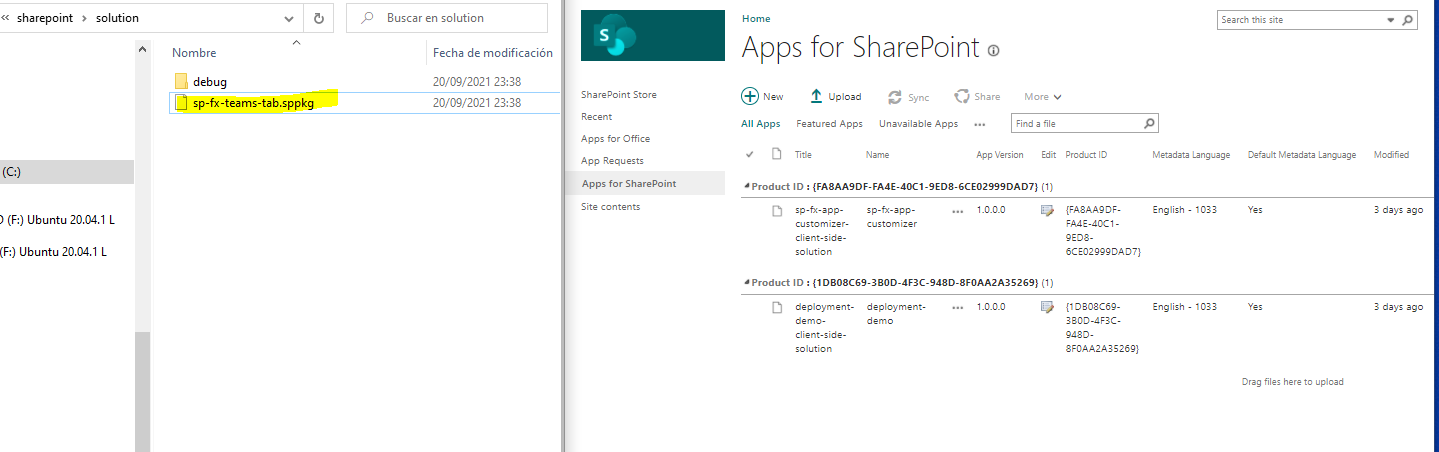 « sharepoint › solution
Buscar en solution
Nombre
Fecha de modificación
debug
20/09/2021 23:38
sp-fx-teams-tab.sppkg
20/09/2021 23:38
(C:)
(F:) Ubuntu 20.04.1 L
(F:) Ubuntu 20.04.1 L
S
Home
Apps for SharePoint
Search this site
SharePoint Store
Recent
Apps for Office
App Requests
Apps for SharePoint
Site contents
New
Upload
Sync
Share
More
All Apps
Featured Apps
Unavailable Apps
Find a file
Title
Name
App Version
Edit
Product ID
Metadata Language
Default Metadata Language
Modified
Product ID : {FA8AA9DF-FA4E-40C1-9ED8-6CE02999DAD7} (1)
sp-fx-app-
customizer-
client-side-
solution
sp-fx-app-
customizer
1.0.0.0
{FA8AA9DF-
FA4E-40C1-
9ED8-
6CE02999DAD7}
English - 1033
Yes
3 days ago
Product ID : {1DB08C69-3B0D-4F3C-948D-8F0AA2A35269} (1)
deployment-
demo-
client-side-
solution
deployment-
demo
1.0.0.0
{1DB08C69-
3B0D-4F3C-
948D-
8F0AA2A35269}
English - 1033
Yes
3 days ago
Drag files here to upload